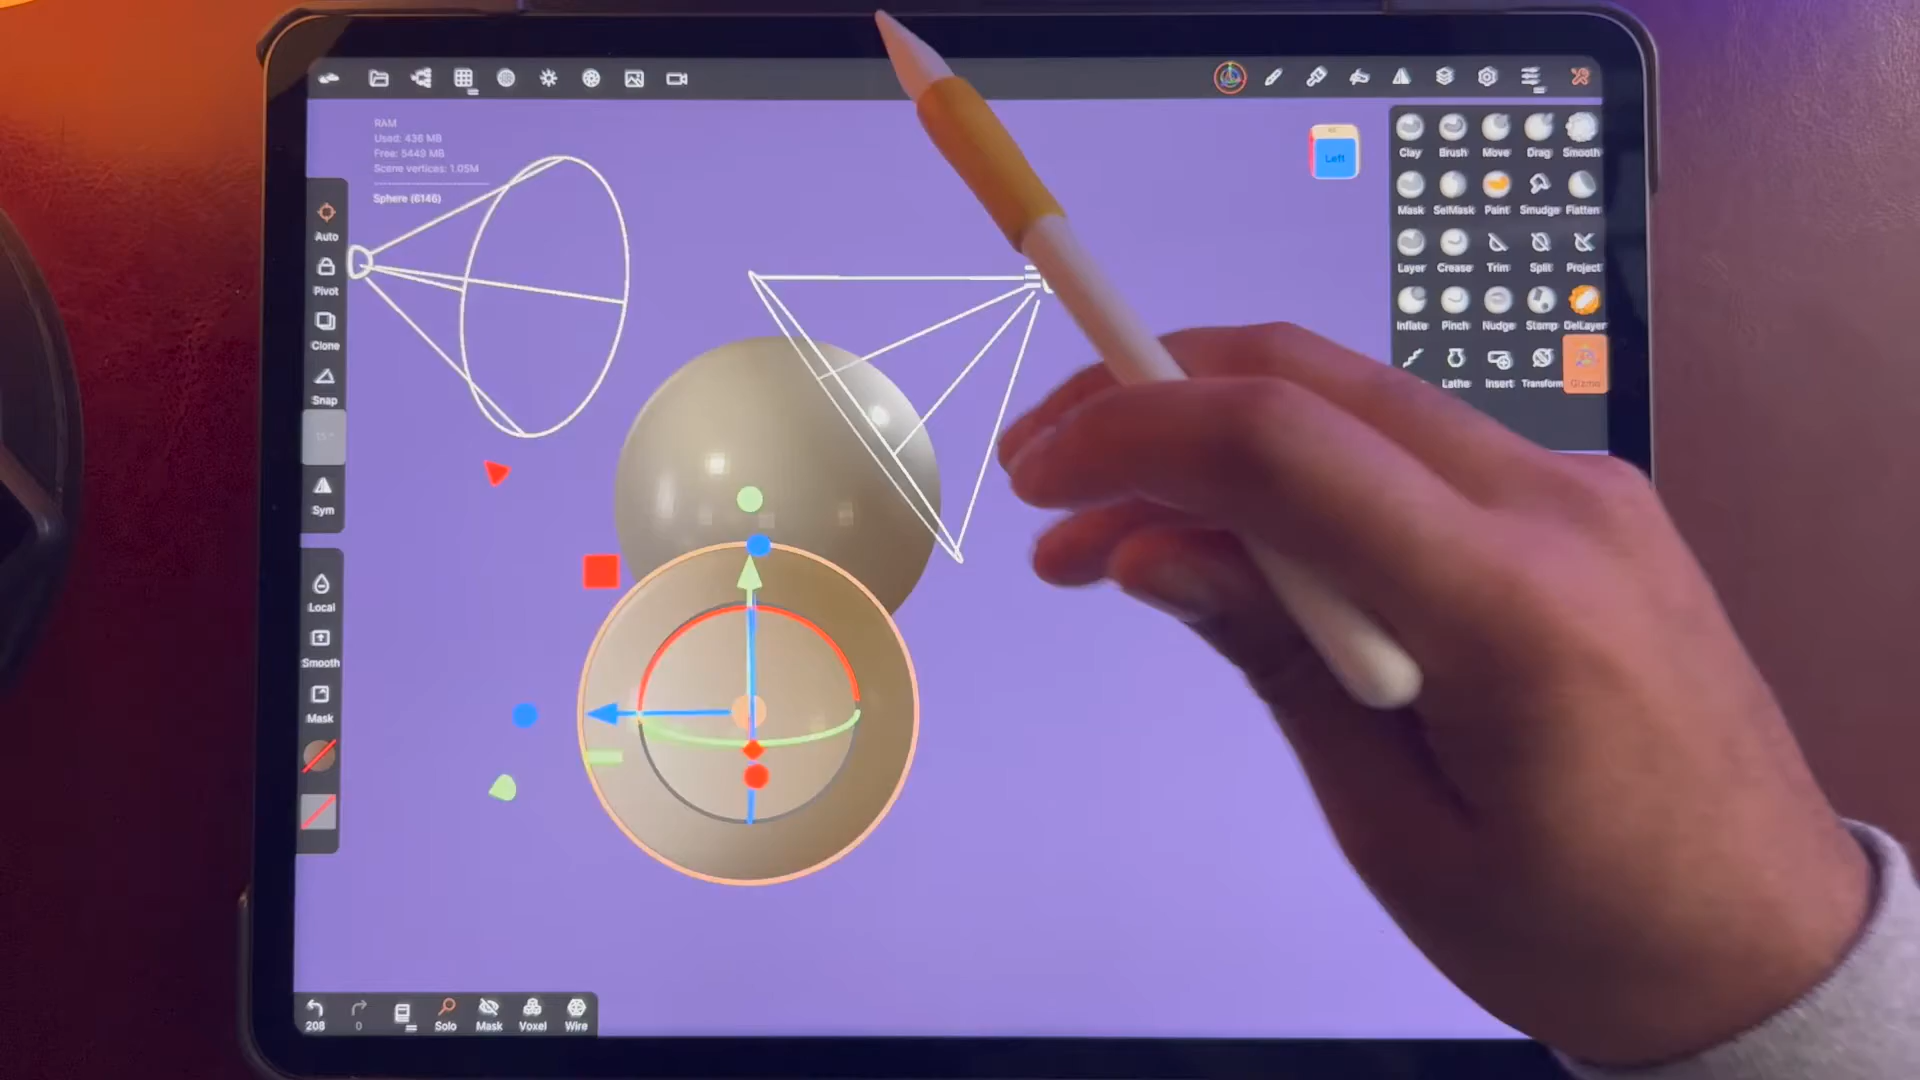 RAM
Used: 436 MB
Free: 5449 MB
Scene vertices: 1.05M
Sphere (6146)
Left
Auto
Pivot
Clone
Snap
Sym
Local
Smooth
Mask
Clay Brush Move Drag Smooth
Mask SelMask Paint Smudge Flatten
Layer Crease Trim Split Project
Inflate Pinch Nudge Stamp DelLayer
Lathe Insert Transform Gizmo
208 0 Solo Mask Voxel Wire